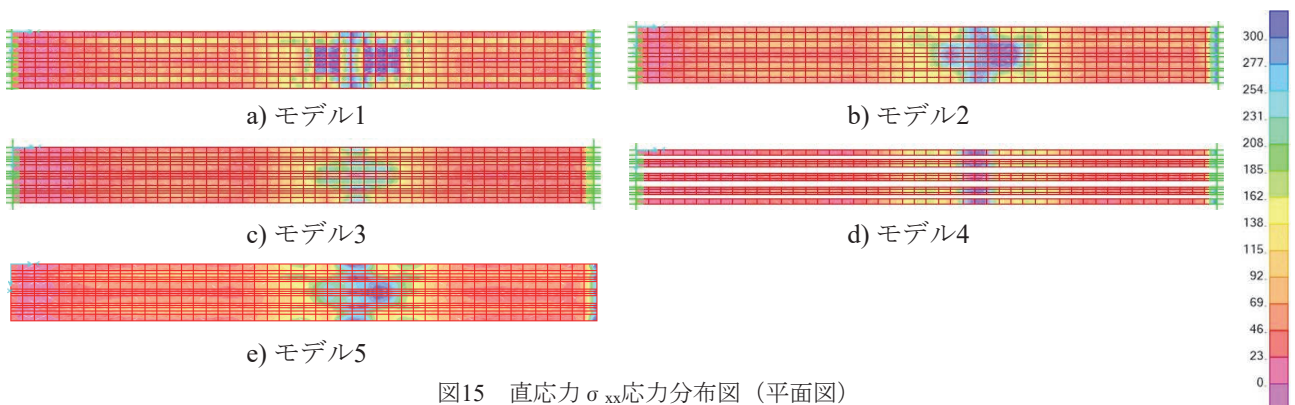 a) モデル1
b) モデル2
c) モデル3
d) モデル4
e) モデル5
図15 直応力σxx応力分布図（平面図）
300.
277.
254.
231.
208.
185.
162.
138.
115.
92.
69.
46.
23.
0.